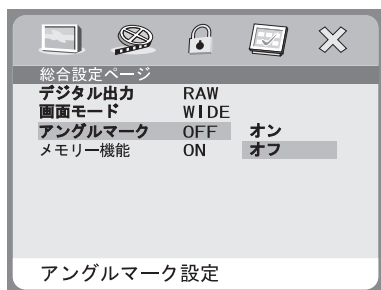 総合設定ページ
デジタル出力 RAW
画面モード WIDE
アングルマーク OFF オン
メモリー機能 ON オフ
アングルマーク設定